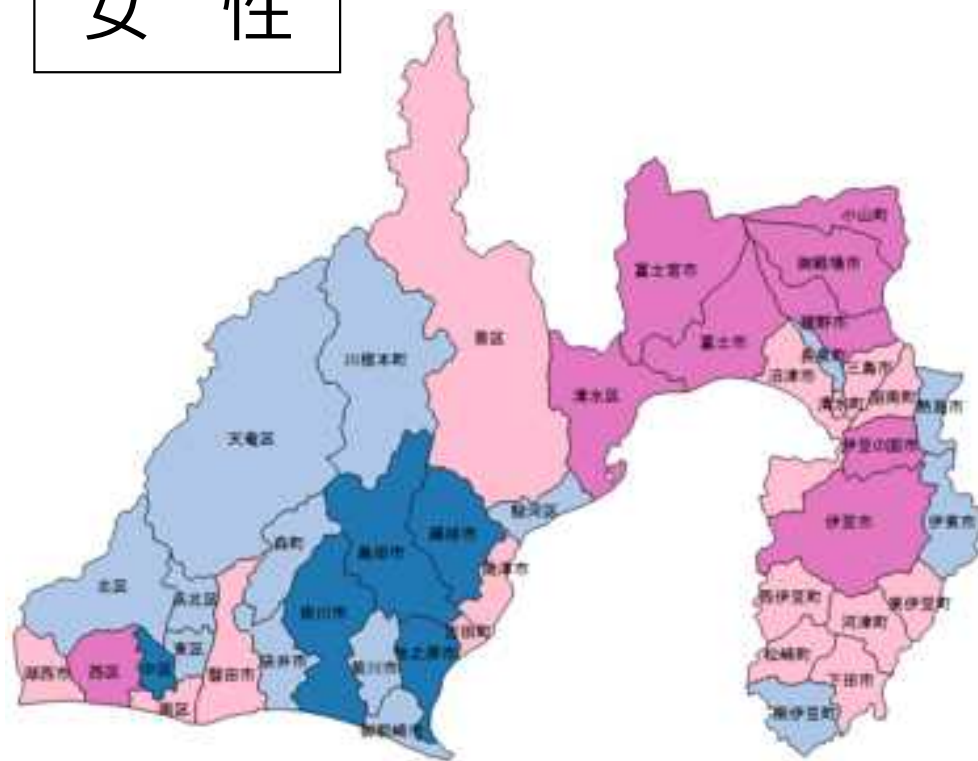 女 性
小山町
御殿場市
富士宮市
裾野市
富士市
長泉町
三島市
沼津市
葵区
川根本町
清水区
清水町
函南町
熱海市
天竜区
伊豆の国市
駿河区
伊豆市
伊東市
藤枝市
島田市
森町
焼津市
北区
浜北区
掛川市
西伊豆町
東伊豆町
河津町
吉田町
東区
袋井市
菊川市
牧之原市
松崎町
湖西市
西区
中区
磐田市
下田市
南区
南伊豆町
御前崎市